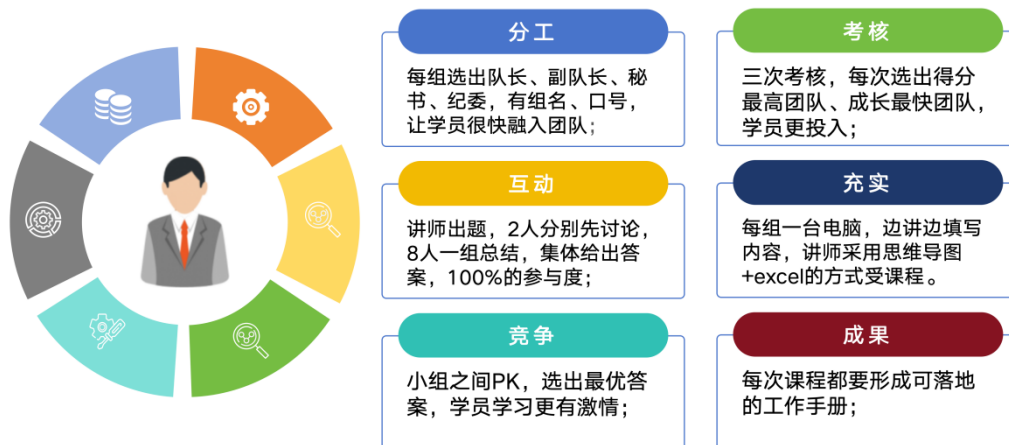 分工
每组选出队长、副队长、秘
书、纪委，有组名、口号，
让学员很快融入团队；
考核
三次考核，每次选出得分
最高团队、成长最快团队，
学员更投入；
互动
讲师出题，2人分别先讨论，
8人一组总结，集体给出答
案，100%的参与度；
充实
每组一台电脑，边讲边填写
内容，讲师采用思维导图
+excel的方式受课程。
竞争
小组之间PK，选出最优答
案，学员学习更有激情；
成果
每次课程都要形成可落地
的工作手册；